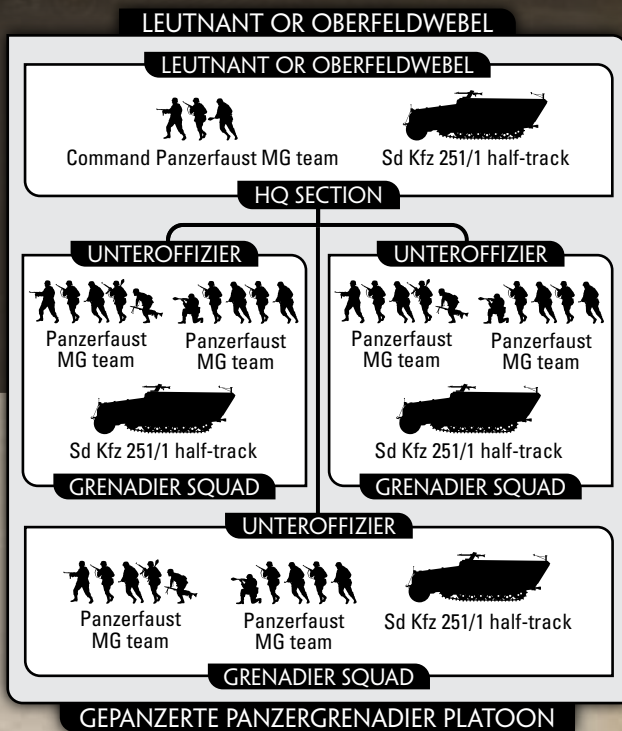 LEUTNANT OR OBERFELDWEBEL
LEUTNANT OR OBERFELDWEBEL
Command Panzerfaust MG team
Sd Kfz 251/1 half-track
HQ SECTION
UNTEROFFIZIER
Panzerfaust
MG team
Panzerfaust
MG team
Sd Kfz 251/1 half-track
GRENADIER SQUAD
UNTEROFFIZIER
Panzerfaust
MG team
Panzerfaust
MG team
Sd Kfz 251/1 half-track
GRENADIER SQUAD
UNTEROFFIZIER
Panzerfaust
MG team
Panzerfaust
MG team
Sd Kfz 251/1 half-track
GRENADIER SQUAD
GEPANZERTE PANZERGRENADIER PLATOON